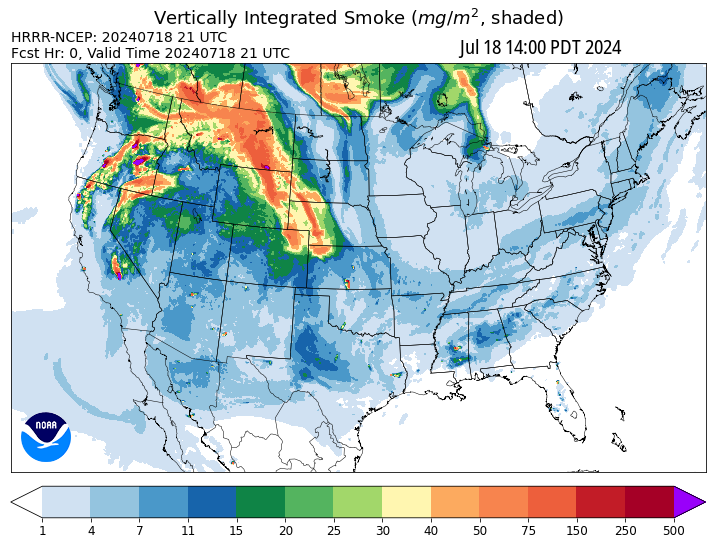 Vertically Integrated Smoke (mg/m², shaded)
HRRR-NCEP: 20240718 21 UTC
Fcst Hr: 0, Valid Time 20240718 21 UTC
Jul 18 14:00 PDT 2024
NOAA
1 4 7 11 15 20 25 30 40 50 75 150 250 500